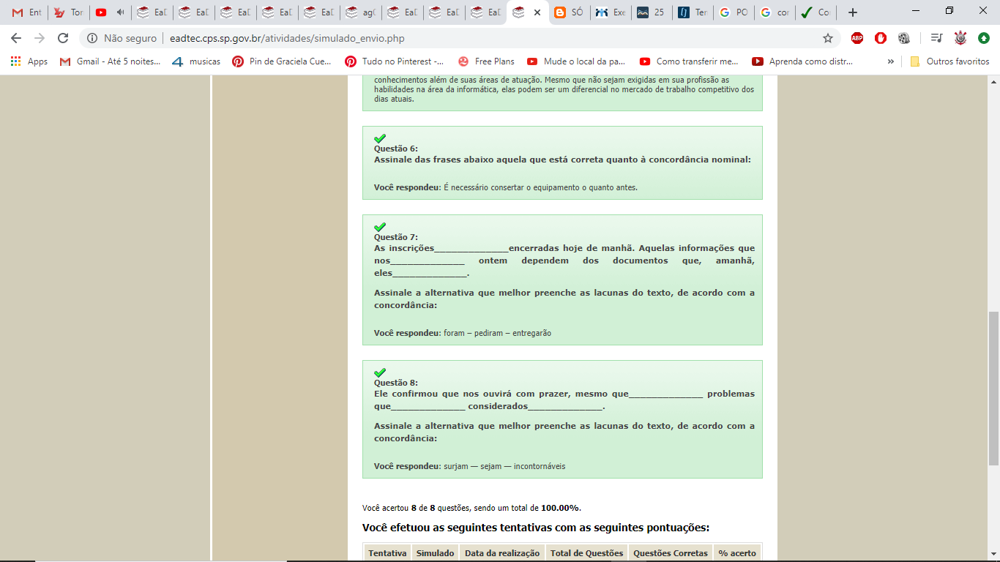 Ent
Tor
EaD
EaD
EaD
EaD
EaD
agC
EaD
EaD
EaD
SÓ
Exe
25
Ter
PO
cor
Co
Não seguro | eadtec.cps.sp.gov.br/atividades/simulado_envio.php
ABP
Apps
Gmail - Até 5 noites...
musicas
Pin de Graciela Cue...
Tudo no Pinterest -...
Free Plans
Mude o local da pa...
Como transferir me...
Aprenda como distr...
»
Outros favoritos
conhecimentos além de suas áreas de atuação. Mesmo que não sejam exigidas em sua profissão as
habilidades na área da informática, elas podem ser um diferencial no mercado de trabalho competitivo dos
dias atuais.
Questão 6:
Assinale das frases abaixo aquela que está correta quanto à concordância nominal:
Você respondeu: É necessário consertar o equipamento o quanto antes.
Questão 7:
As inscrições______________encerradas hoje de manhã. Aquelas informações que
nos______________ ontem dependem dos documentos que, amanhã,
eles______________.
Assinale a alternativa que melhor preenche as lacunas do texto, de acordo com a
concordância:
Você respondeu: foram – pediram – entregarão
Questão 8:
Ele confirmou que nos ouvirá com prazer, mesmo que______________ problemas
que______________ considerados______________.
Assinale a alternativa que melhor preenche as lacunas do texto, de acordo com a
concordância:
Você respondeu: surjam — sejam — incontornáveis
Você acertou 8 de 8 questões, sendo um total de 100.00%.
Você efetuou as seguintes tentativas com as seguintes pontuações:
Tentativa Simulado Data da realização Total de Questões Questões Corretas % acerto